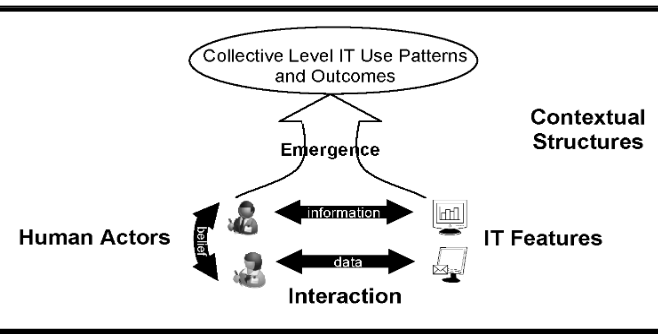 Collective Level IT Use Patterns
and Outcomes
Contextual
Structures
Emergence
information
Human Actors
belief
IT Features
data
Interaction